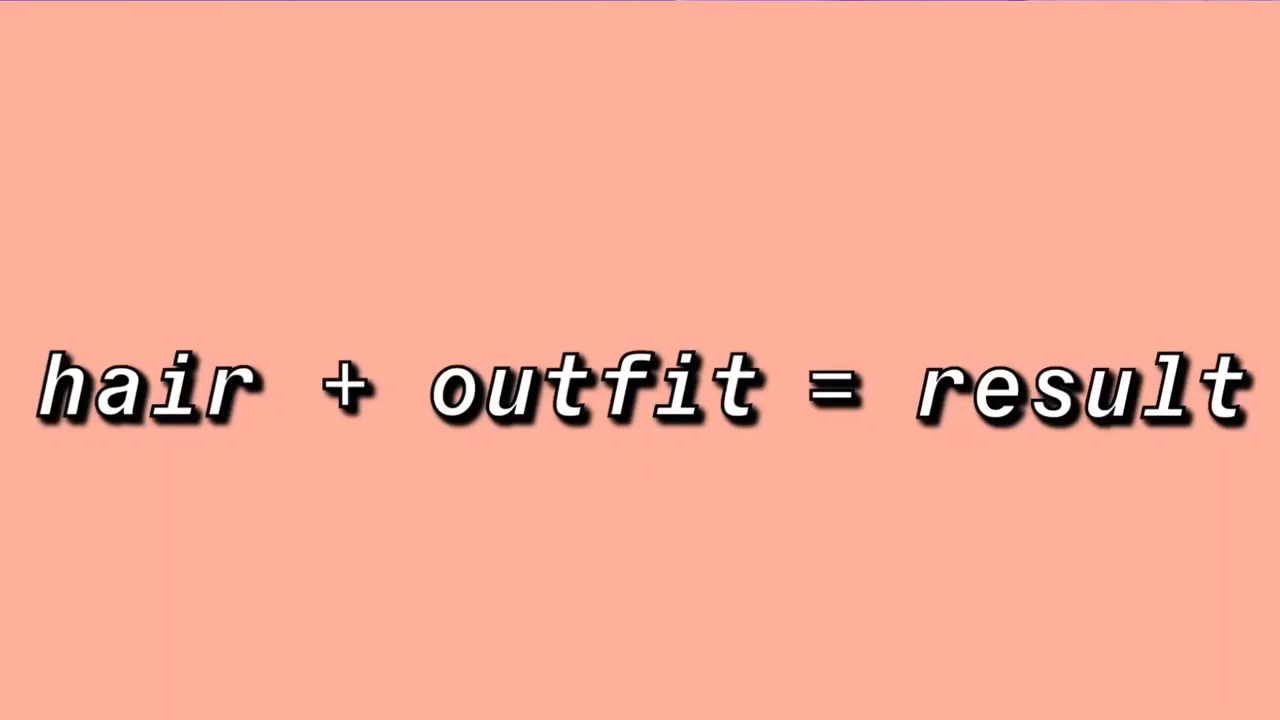 hair + outfit = result